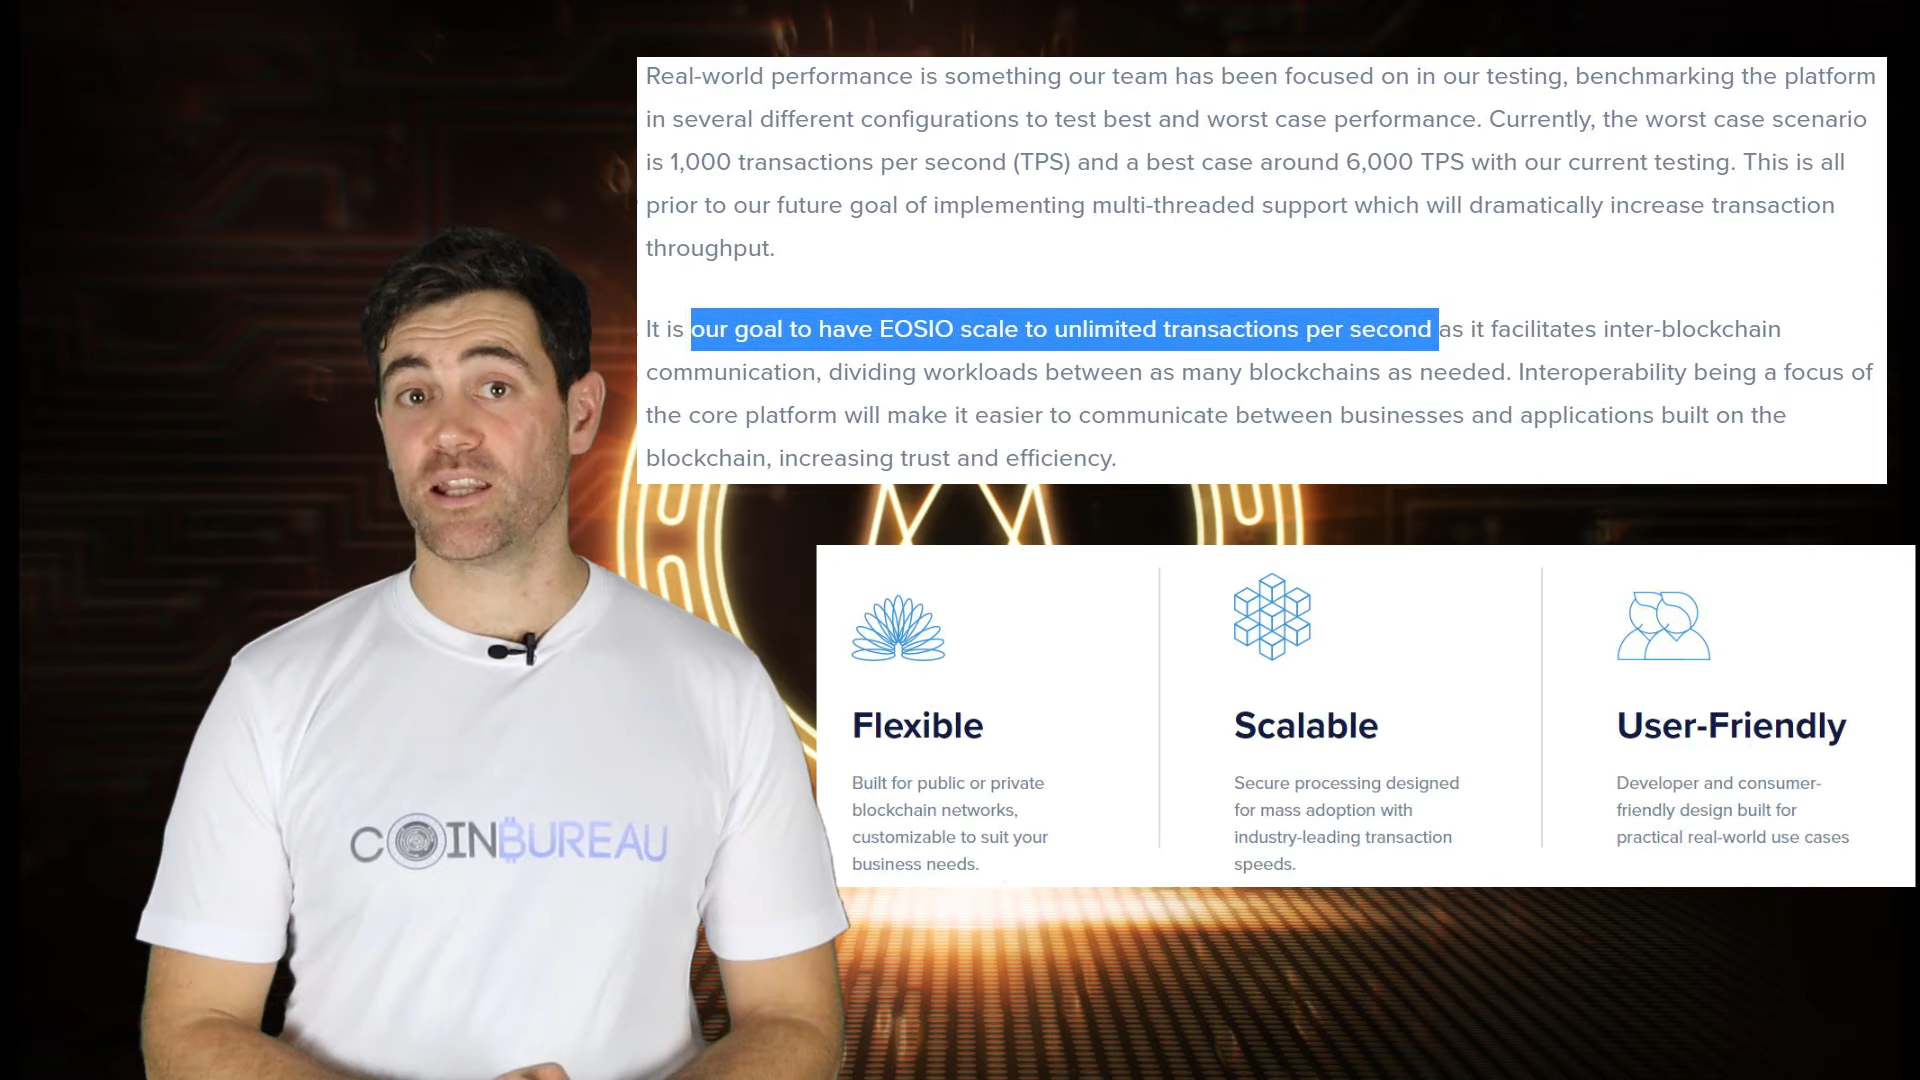 Real-world performance is something our team has been focused on in our testing, benchmarking the platform
in several different configurations to test best and worst case performance. Currently, the worst case scenario
is 1,000 transactions per second (TPS) and a best case around 6,000 TPS with our current testing. This is all
prior to our future goal of implementing multi-threaded support which will dramatically increase transaction
throughput.
It is our goal to have EOSIO scale to unlimited transactions per second as it facilitates inter-blockchain
communication, dividing workloads between as many blockchains as needed. Interoperability being a focus of
the core platform will make it easier to communicate between businesses and applications built on the
blockchain, increasing trust and efficiency.
Flexible
Built for public or private
blockchain networks,
customizable to suit your
business needs.
Scalable
Secure processing designed
for mass adoption with
industry-leading transaction
speeds.
User-Friendly
Developer and consumer-
friendly design built for
practical real-world use cases
COINBUREAU